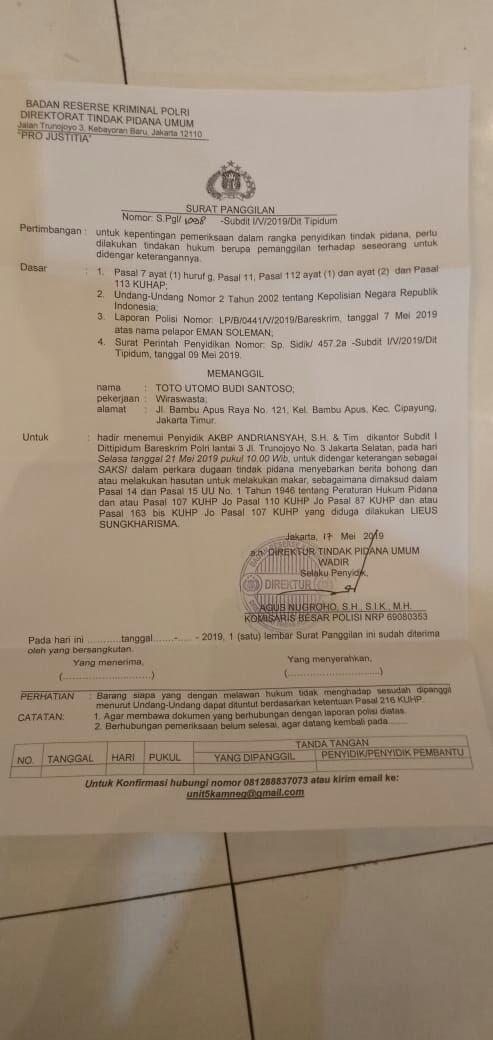 BADAN RESERSE KRIMINAL POLRI
DIREKTORAT TINDAK PIDANA UMUM
Jalan Trunojoyo 3, Kebayoran Baru, Jakarta 12110
"PRO JUSTITIA"
SURAT PANGGILAN
Nomor: S.Pgl/ 1008 -Subdit I/V/2019/Dit Tipidum
Pertimbangan : untuk kepentingan pemeriksaan dalam rangka penyidikan tindak pidana, perlu
dilakukan tindakan hukum berupa pemanggilan terhadap seseorang untuk
didengar keterangannya.
Dasar : 1. Pasal 7 ayat (1) huruf g, Pasal 11, Pasal 112 ayat (1) dan ayat (2) dan Pasal
113 KUHAP;
2. Undang-Undang Nomor 2 Tahun 2002 tentang Kepolisian Negara Republik
Indonesia;
3. Laporan Polisi Nomor: LP/B/0441/V/2019/Bareskrim, tanggal 7 Mei 2019
atas nama pelapor EMAN SOLEMAN;
4. Surat Perintah Penyidikan Nomor: Sp. Sidik/ 457.2a -Subdit I/V/2019/Dit
Tipidum, tanggal 09 Mei 2019.
MEMANGGIL
nama : TOTO UTOMO BUDI SANTOSO;
pekerjaan : Wiraswasta;
alamat : Jl. Bambu Apus Raya No. 121, Kel. Bambu Apus, Kec. Cipayung,
Jakarta Timur.
Untuk : hadir menemui Penyidik AKBP ANDRIANSYAH, S.H. & Tim dikantor Subdit I
Dittipidum Bareskrim Polri lantai 3 Jl. Trunojoyo No. 3 Jakarta Selatan, pada hari
Selasa tanggal 21 Mei 2019 pukul 10.00 Wib, untuk didengar keterangan sebagai
SAKSI dalam perkara dugaan tindak pidana menyebarkan berita bohong dan
atau melakukan hasutan untuk melakukan makar, sebagaimana dimaksud dalam
Pasal 14 dan Pasal 15 UU No. 1 Tahun 1946 tentang Peraturan Hukum Pidana
dan atau Pasal 107 KUHP Jo Pasal 110 KUHP Jo Pasal 87 KUHP dan atau
Pasal 163 bis KUHP Jo Pasal 107 KUHP yang diduga dilakukan LIEUS
SUNGKHARISMA.
Jakarta, 17 Mei 2019
a.n. DIREKTUR TINDAK PIDANA UMUM
WADIR
Selaku Penyidik,
DIREKTUR
AGUS NUGROHO, S.H., S.I.K., M.H.
KOMISARIS BESAR POLISI NRP 69080353
Pada hari ini ...........tanggal.......-..... - 2019, 1 (satu) lembar Surat Panggilan ini sudah diterima
oleh yang bersangkutan.
Yang menerima, Yang menyerahkan,
(............................) (............................)
PERHATIAN : Barang siapa yang dengan melawan hukum tidak menghadap sesudah dipanggil
menurut Undang-Undang dapat dituntut berdasarkan ketentuan Pasal 216 KUHP.
CATATAN: 1. Agar membawa dokumen yang berhubungan dengan laporan polisi diatas.
2. Berhubungan pemeriksaan belum selesai, agar datang kembali pada......
NO. TANGGAL HARI PUKUL TANDA TANGAN
YANG DIPANGGIL PENYIDIK/PENYIDIK PEMBANTU
Untuk Konfirmasi hubungi nomor 081288837073 atau kirim email ke:
unit5kamneg@gmail.com